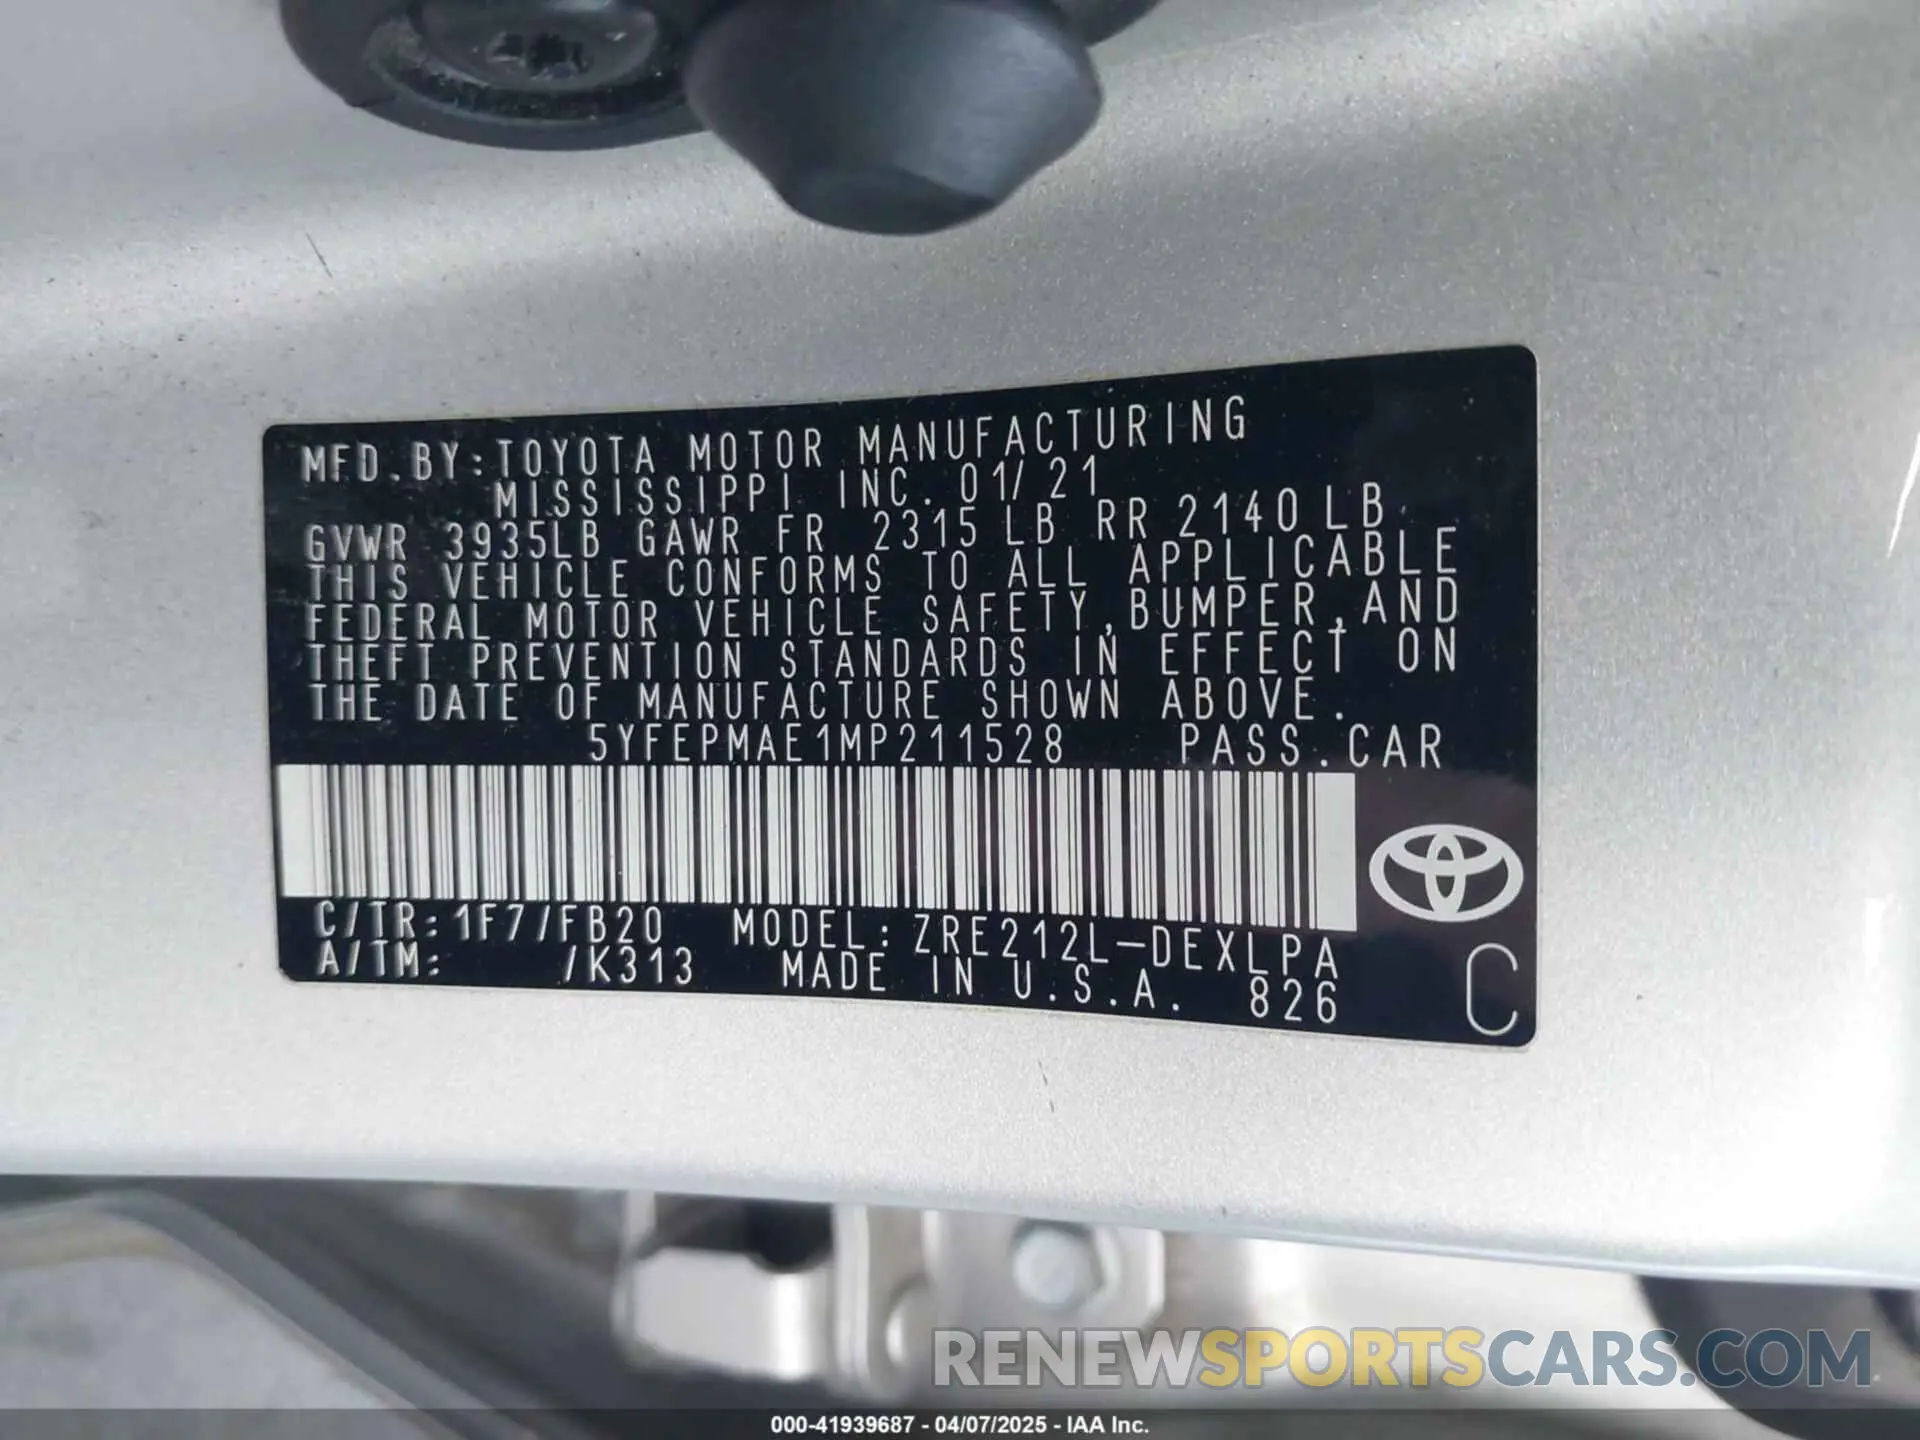 MFD.BY:TOYOTA MOTOR MANUFACTURING
MISSISSIPPI INC. 01/21
GVWR 3935LB GAWR FR 2315 LB RR 2140 LB
THIS VEHICLE CONFORMS TO ALL APPLICABLE
FEDERAL MOTOR VEHICLE SAFETY,BUMPER,AND
THEFT PREVENTION STANDARDS IN EFFECT ON
THE DATE OF MANUFACTURE SHOWN ABOVE.
5YFEPMAE1MP211528 PASS.CAR
C/TR:1F7/FB20 MODEL:ZRE212L-DEXLPA
A/TM: /K313 MADE IN U.S.A. 826
C
RENEWSPORTSCARS.COM
000-41939687 - 04/07/2025 - IAA Inc.